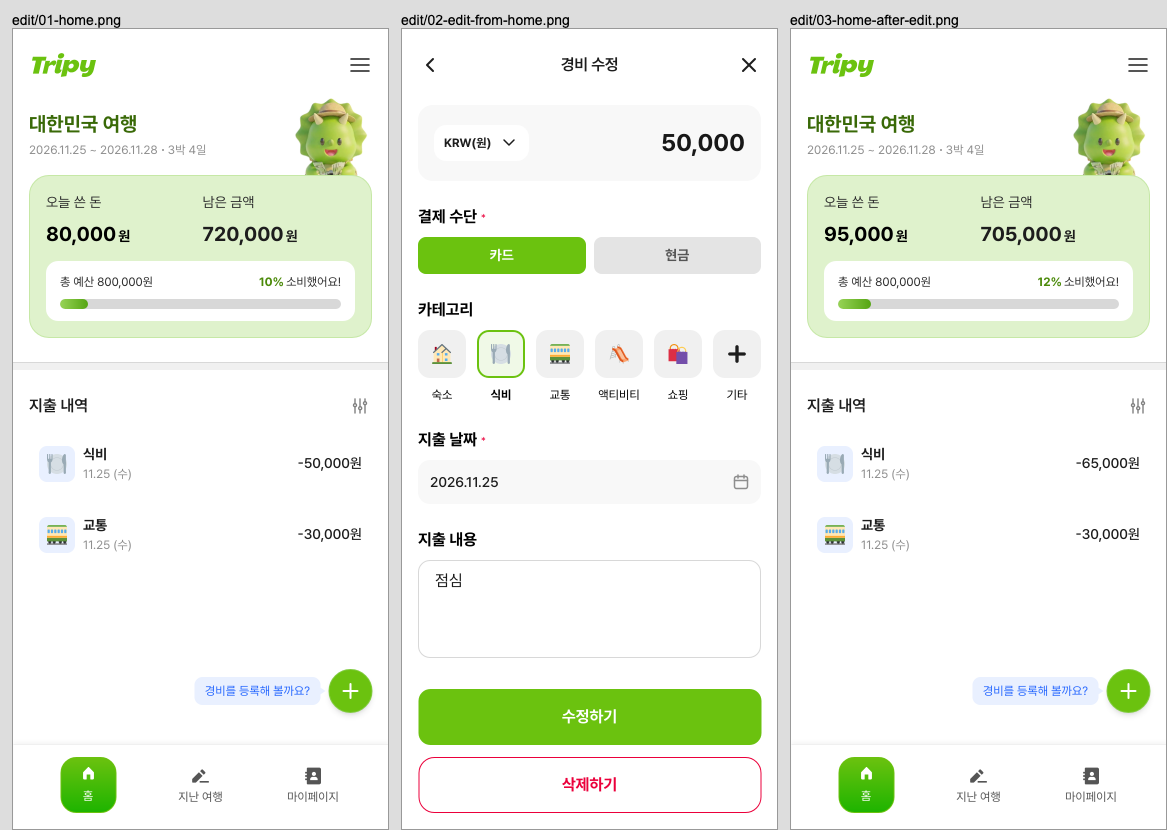 edit/01-home.png
Tripy
대한민국 여행
2026.11.25 ~ 2026.11.28 • 3박 4일
오늘 쓴 돈 남은 금액
80,000원 720,000원
총 예산 800,000원 10% 소비했어요!
지출 내역
식비
11.25 (수)
-50,000원
교통
11.25 (수)
-30,000원
경비를 등록해 볼까요?
홈 지난 여행 마이페이지
edit/02-edit-from-home.png
경비 수정
KRW(원) 50,000
결제 수단 *
카드 현금
카테고리
숙소 식비 교통 액티비티 쇼핑 기타
지출 날짜 *
2026.11.25
지출 내용
점심
수정하기
삭제하기
edit/03-home-after-edit.png
Tripy
대한민국 여행
2026.11.25 ~ 2026.11.28 • 3박 4일
오늘 쓴 돈 남은 금액
95,000원 705,000원
총 예산 800,000원 12% 소비했어요!
지출 내역
식비
11.25 (수)
-65,000원
교통
11.25 (수)
-30,000원
경비를 등록해 볼까요?
홈 지난 여행 마이페이지